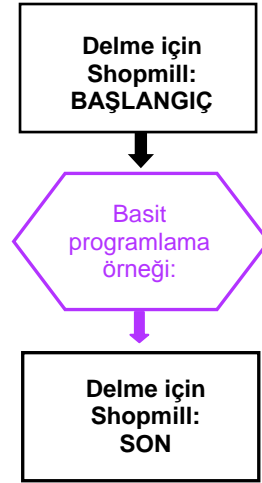 Delme için
Shopmill:
BAŞLANGIÇ
Basit
programlama
örneği:
Delme için
Shopmill:
SON